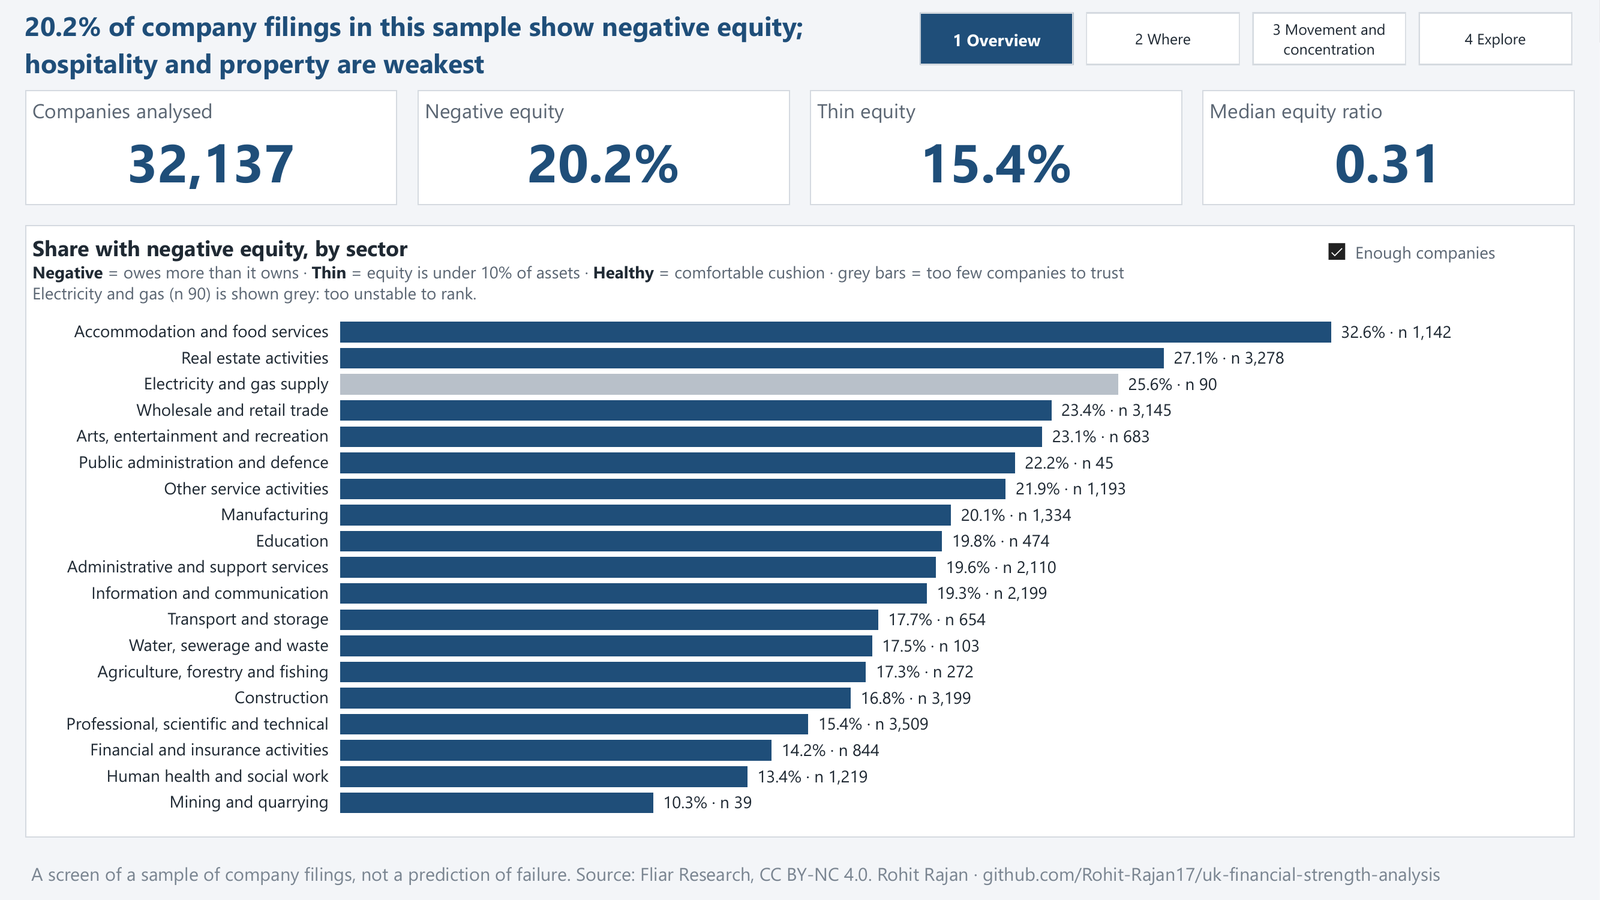 20.2% of company filings in this sample show negative equity;
hospitality and property are weakest
1 Overview
2 Where
3 Movement and
concentration
4 Explore
Companies analysed
32,137
Negative equity
20.2%
Thin equity
15.4%
Median equity ratio
0.31
Share with negative equity, by sector
Enough companies
Negative = owes more than it owns · Thin = equity is under 10% of assets · Healthy = comfortable cushion · grey bars = too few companies to trust
Electricity and gas (n 90) is shown grey: too unstable to rank.
Accommodation and food services 32.6% · n 1,142
Real estate activities 27.1% · n 3,278
Electricity and gas supply 25.6% · n 90
Wholesale and retail trade 23.4% · n 3,145
Arts, entertainment and recreation 23.1% · n 683
Public administration and defence 22.2% · n 45
Other service activities 21.9% · n 1,193
Manufacturing 20.1% · n 1,334
Education 19.8% · n 474
Administrative and support services 19.6% · n 2,110
Information and communication 19.3% · n 2,199
Transport and storage 17.7% · n 654
Water, sewerage and waste 17.5% · n 103
Agriculture, forestry and fishing 17.3% · n 272
Construction 16.8% · n 3,199
Professional, scientific and technical 15.4% · n 3,509
Financial and insurance activities 14.2% · n 844
Human health and social work 13.4% · n 1,219
Mining and quarrying 10.3% · n 39
A screen of a sample of company filings, not a prediction of failure. Source: Fliar Research, CC BY-NC 4.0. Rohit Rajan · github.com/Rohit-Rajan17/uk-financial-strength-analysis